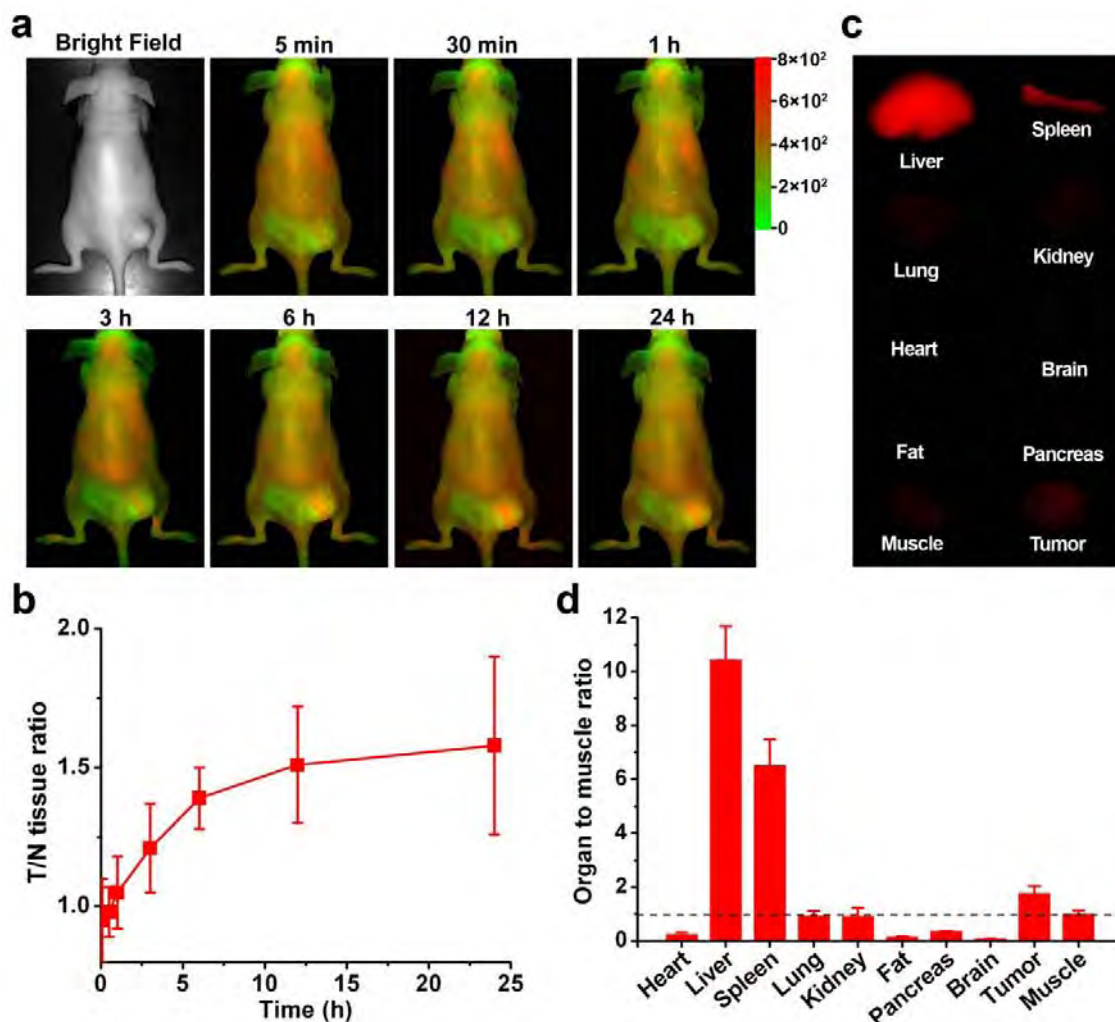 a
Bright Field
5 min
30 min
1 h
8×10²
6×10²
4×10²
2×10²
0
3 h
6 h
12 h
24 h
c
Liver
Spleen
Lung
Kidney
Heart
Brain
Fat
Pancreas
Muscle
Tumor
b
T/N tissue ratio
2.0
1.5
1.0
0 5 10 15 20 25
Time (h)
d
Organ to muscle ratio
12
10
8
6
4
2
0
Heart
Liver
Spleen
Lung
Kidney
Fat
Pancreas
Brain
Tumor
Muscle